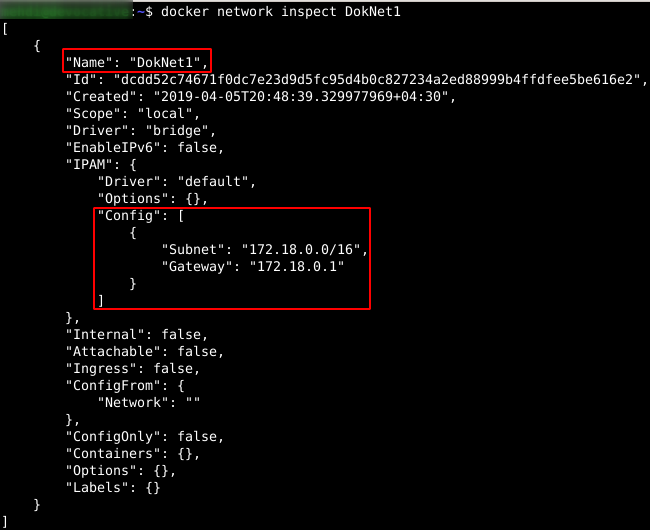 :~$ docker network inspect DokNet1
[
    {
        "Name": "DokNet1",
        "Id": "dcdd52c74671f0dc7e23d9d5fc95d4b0c827234a2ed88999b4ffdfee5be616e2",
        "Created": "2019-04-05T20:48:39.329977969+04:30",
        "Scope": "local",
        "Driver": "bridge",
        "EnableIPv6": false,
        "IPAM": {
            "Driver": "default",
            "Options": {},
            "Config": [
                {
                    "Subnet": "172.18.0.0/16",
                    "Gateway": "172.18.0.1"
                }
            ]
        },
        "Internal": false,
        "Attachable": false,
        "Ingress": false,
        "ConfigFrom": {
            "Network": ""
        },
        "ConfigOnly": false,
        "Containers": {},
        "Options": {},
        "Labels": {}
    }
]